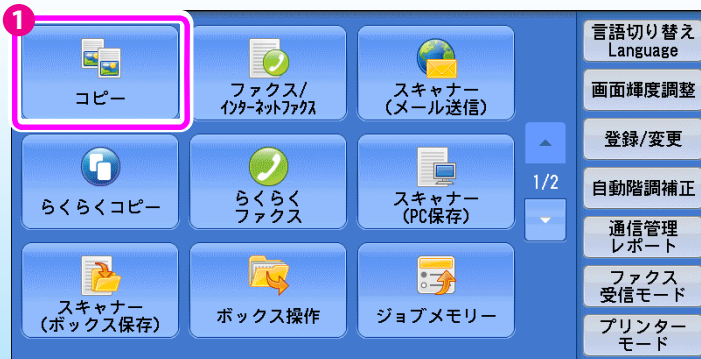 1
コピー
ファクス/
インターネットファクス
スキャナー
(メール送信)
らくらくコピー
らくらく
ファクス
スキャナー
(PC保存)
スキャナー
(ボックス保存)
ボックス操作
ジョブメモリー
1/2
言語切り替え
Language
画面輝度調整
登録/変更
自動階調補正
通信管理
レポート
ファクス
受信モード
プリンター
モード